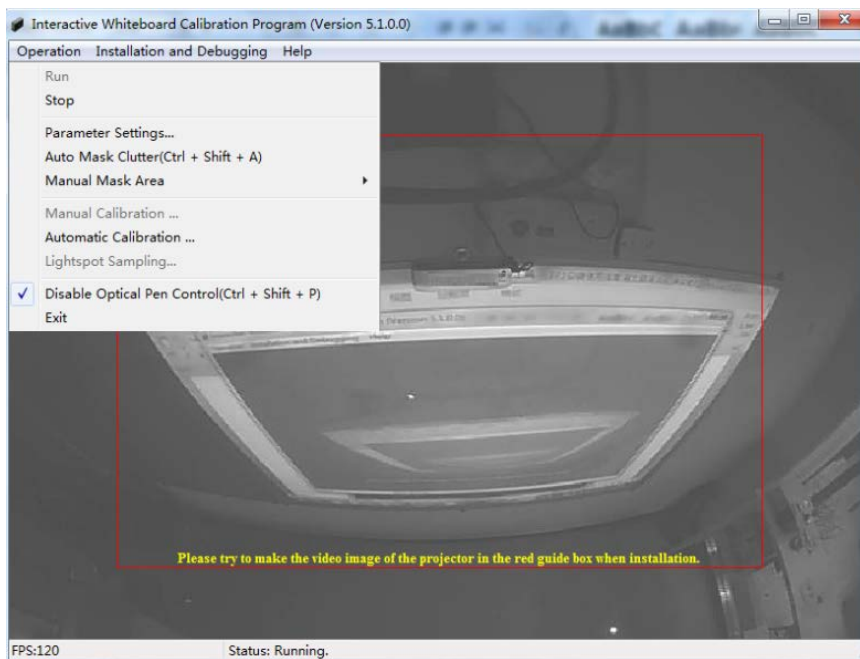 Interactive Whiteboard Calibration Program (Version 5.1.0.0)
Operation Installation and Debugging Help
Run
Stop
Parameter Settings...
Auto Mask Clutter(Ctrl + Shift + A)
Manual Mask Area
Manual Calibration ...
Automatic Calibration ...
Lightspot Sampling...
Disable Optical Pen Control(Ctrl + Shift + P)
Exit
Please try to make the video image of the projector in the red guide box when installation.
FPS:120 Status: Running.